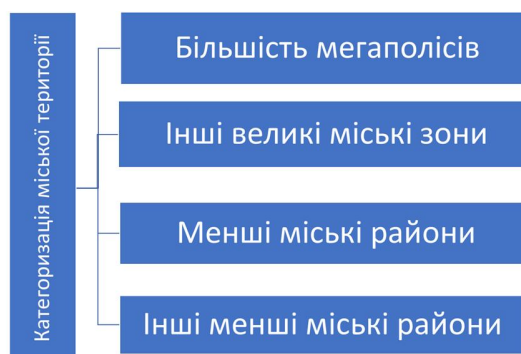 Категоризація міської території
Більшість мегаполісів
Інші великі міські зони
Менші міські райони
Інші менші міські райони